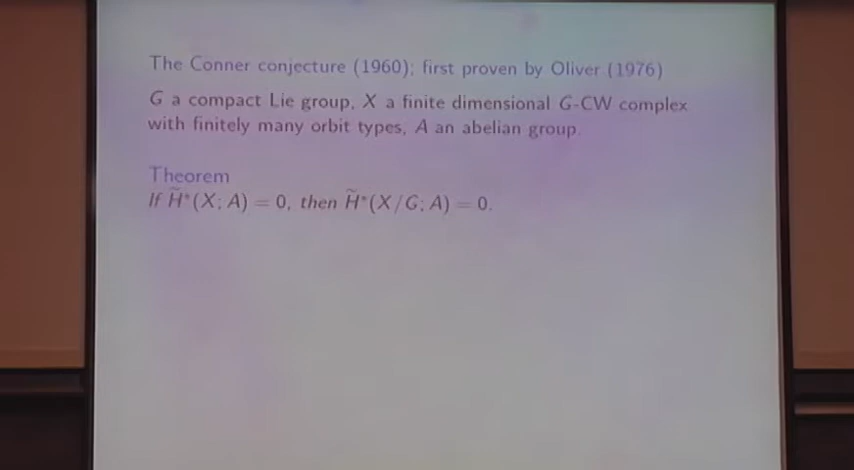 The Conner conjecture (1960); first proven by Oliver (1976)
G a compact Lie group, X a finite dimensional G-CW complex
with finitely many orbit types, A an abelian group.
Theorem
If H̃*(X; A) = 0, then H̃*(X/G; A) = 0.